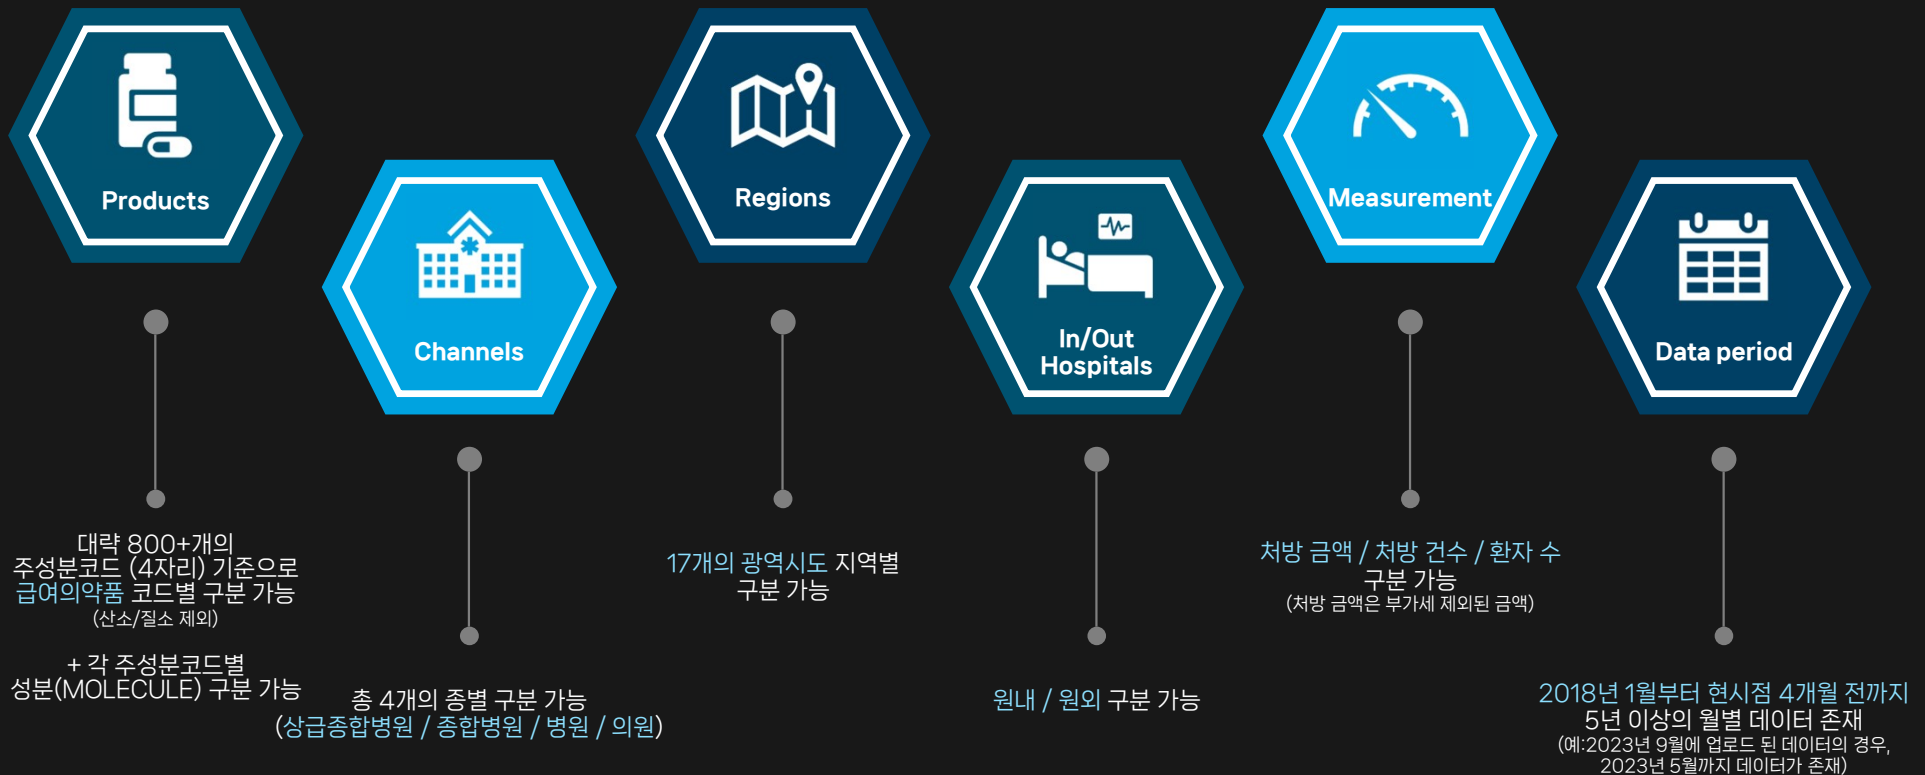 Products
대략 800+개의
주성분코드 (4자리) 기준으로
급여의약품 코드별 구분 가능
(산소/질소 제외)
+ 각 주성분코드별
성분(MOLECULE) 구분 가능
Channels
총 4개의 종별 구분 가능
(상급종합병원 / 종합병원 / 병원 / 의원)
Regions
17개의 광역시도 지역별
구분 가능
In/Out
Hospitals
원내 / 원외 구분 가능
Measurement
처방 금액 / 처방 건수 / 환자 수
구분 가능
(처방 금액은 부가세 제외된 금액)
Data period
2018년 1월부터 현시점 4개월 전까지
5년 이상의 월별 데이터 존재
(예:2023년 9월에 업로드 된 데이터의 경우,
2023년 5월까지 데이터가 존재)